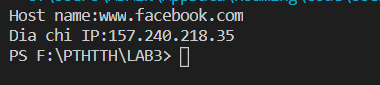 Host name:www.facebook.com
Dia chi IP:157.240.218.35
PS F:\PTHTTH\LAB3>